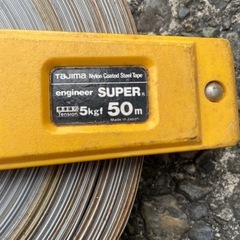 Tajima Nylon Coated Steel Tape
engineer SUPER
Tension 5kgf 50m
Made in Japan